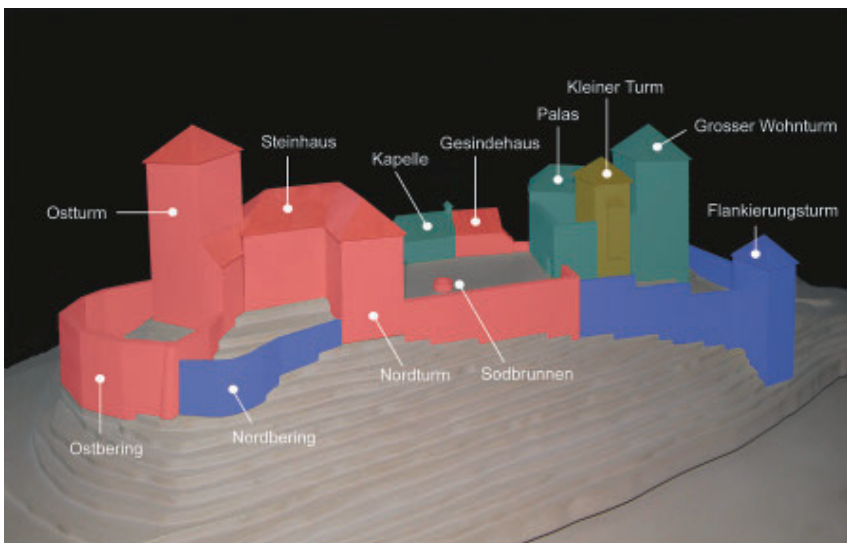 Kleiner Turm
Palas
Grosser Wohnturm
Steinhaus
Gesindehaus
Kapelle
Ostturm
Flankierungsturm
Nordturm
Sodbrunnen
Nordbering
Ostbering